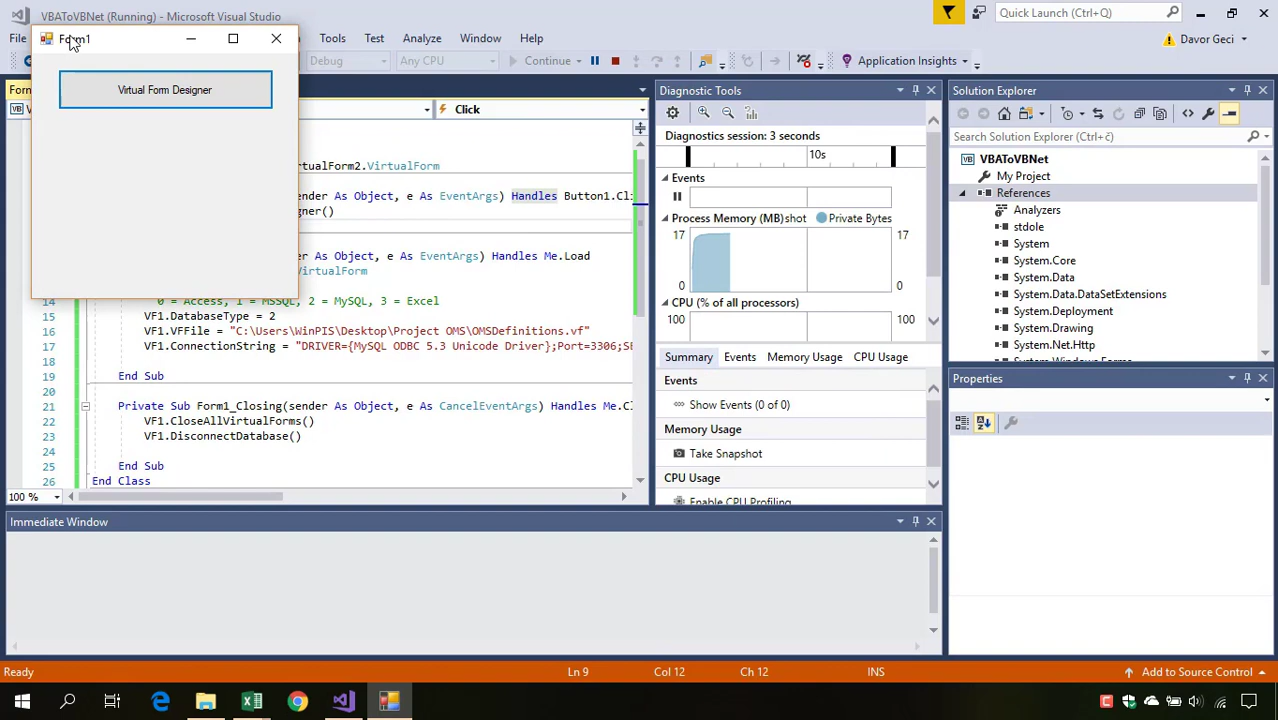 VBAToVBNet (Running) - Microsoft Visual Studio
Quick Launch (Ctrl+Q)
Form1
File
Tools
Test
Analyze
Window
Help
Davor Geci
Debug
Any CPU
Continue
Application Insights
Virtual Form Designer
Click
Diagnostic Tools
Diagnostics session: 3 seconds
10s
Events
Process Memory (MB)
shot
Private Bytes
17
17
0
0
CPU (% of all processors)
100
100
Summary
Events
Memory Usage
CPU Usage
Events
Show Events (0 of 0)
Memory Usage
Take Snapshot
CPU Usage
Enable CPU Profiling
Solution Explorer
Search Solution Explorer (Ctrl+č)
VBAToVBNet
My Project
References
Analyzers
stdole
System
System.Core
System.Data
System.Data.DataSetExtensions
System.Deployment
System.Drawing
System.Net.Http
System.Windows.Forms
Properties
rtualForm2.VirtualForm
ender As Object, e As EventArgs) Handles Button1.Cli
gner()
er As Object, e As EventArgs) Handles Me.Load
VirtualForm
14 ' 0 = Access, 1 = MSSQL, 2 = MySQL, 3 = Excel
15 VF1.DatabaseType = 2
16 VF1.VFFile = "C:\Users\WinPIS\Desktop\Project OMS\OMSDefinitions.vf"
17 VF1.ConnectionString = "DRIVER={MySQL ODBC 5.3 Unicode Driver};Port=3306;SE
18
19 End Sub
20
21 Private Sub Form1_Closing(sender As Object, e As CancelEventArgs) Handles Me.Cl
22 VF1.CloseAllVirtualForms()
23 VF1.DisconnectDatabase()
24
25 End Sub
26 End Class
100 %
Immediate Window
Ready
Ln 9
Col 12
Ch 12
INS
Add to Source Control